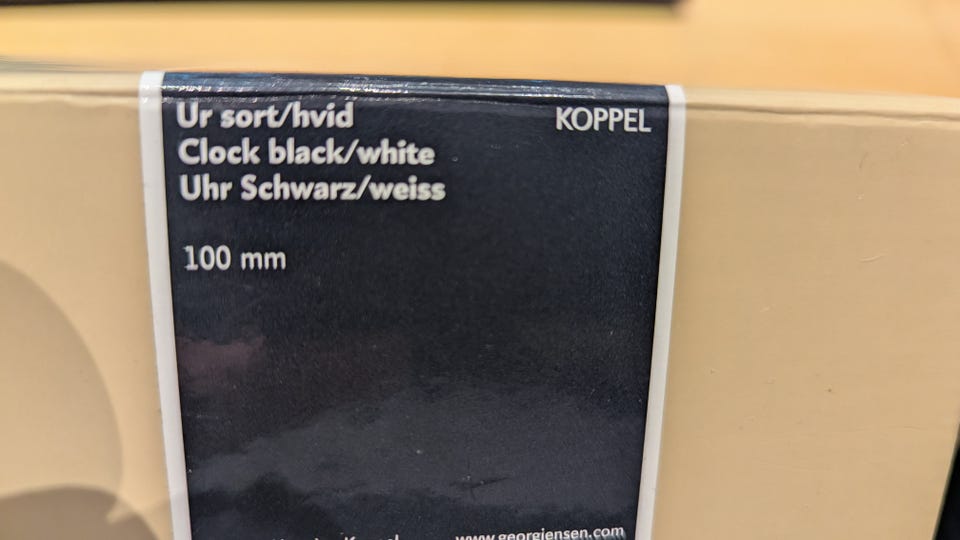 Ur sort/hvid KOPPEL
Clock black/white
Uhr Schwarz/weiss
100 mm
www.georgjensen.com